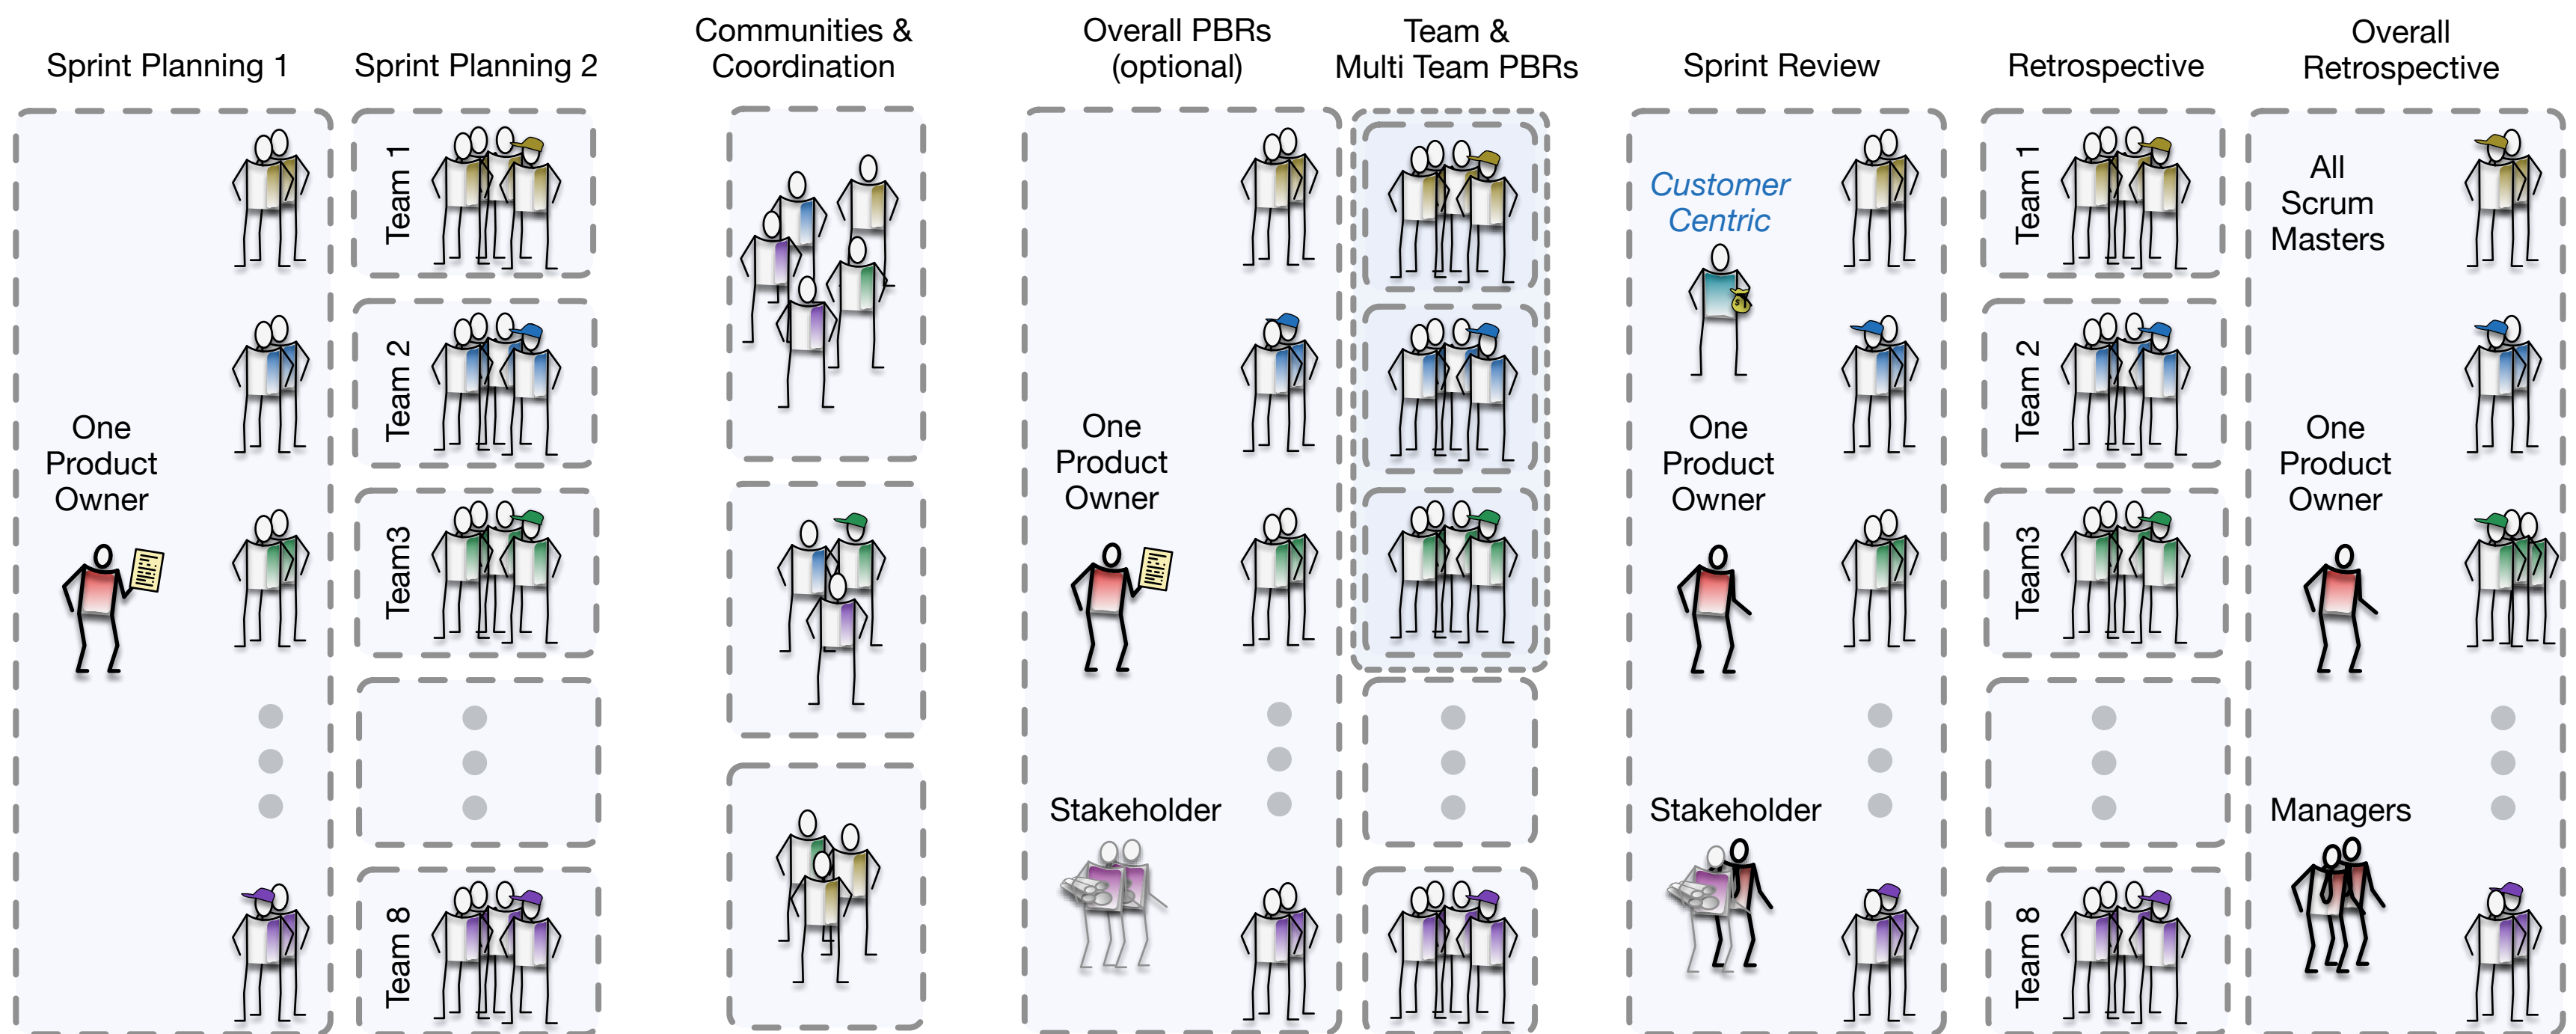 Sprint Planning 1
Sprint Planning 2
Communities &
Coordination
Overall PBRs
(optional)
Team &
Multi Team PBRs
Sprint Review
Retrospective
Overall
Retrospective
One
Product
Owner
Team 1
Team 2
Team3
Team 8
One
Product
Owner
Stakeholder
Customer
Centric
One
Product
Owner
Stakeholder
Team 1
Team 2
Team3
Team 8
All
Scrum
Masters
One
Product
Owner
Managers